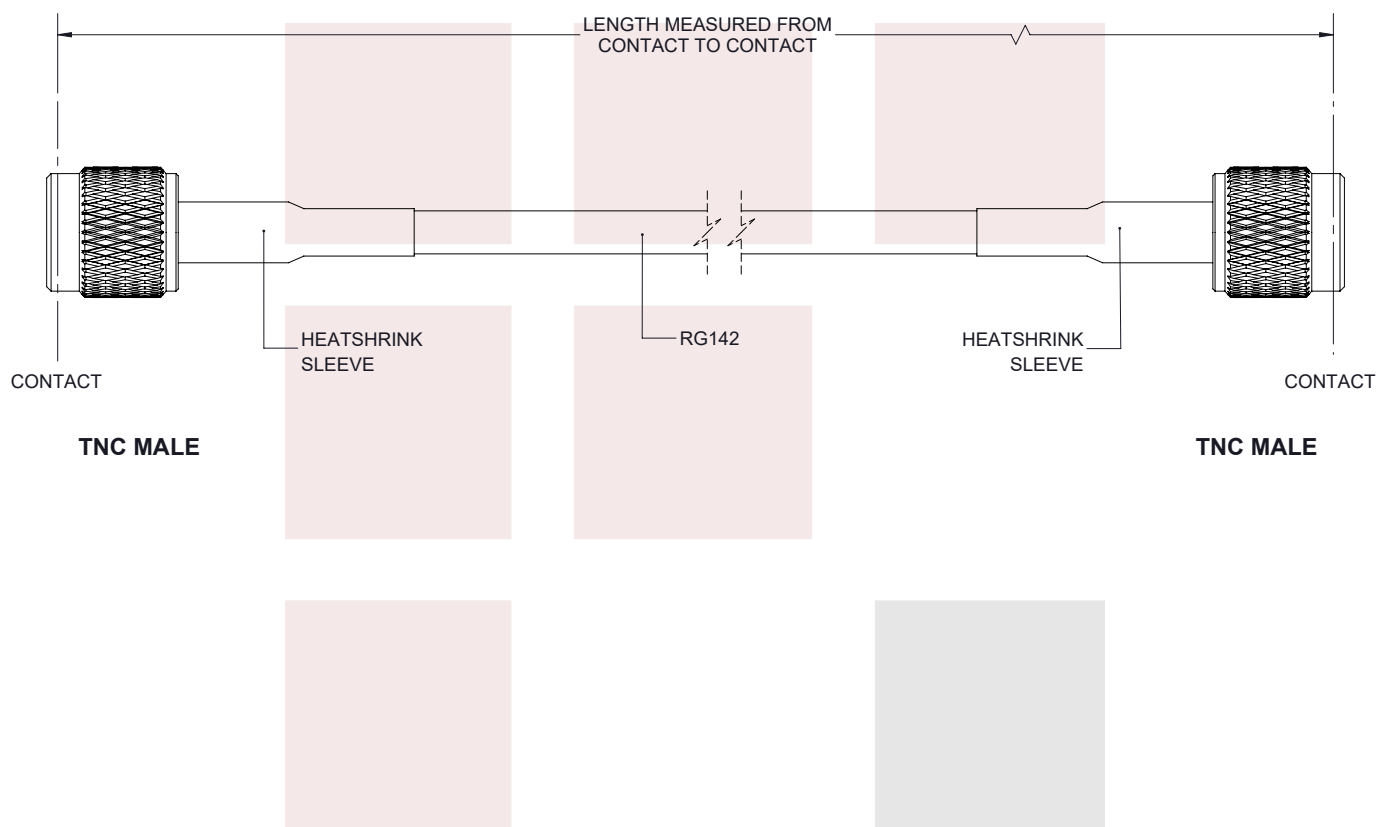 LENGTH MEASURED FROM
CONTACT TO CONTACT
HEATSHRINK
SLEEVE
RG142
HEATSHRINK
SLEEVE
CONTACT
CONTACT
TNC MALE
TNC MALE